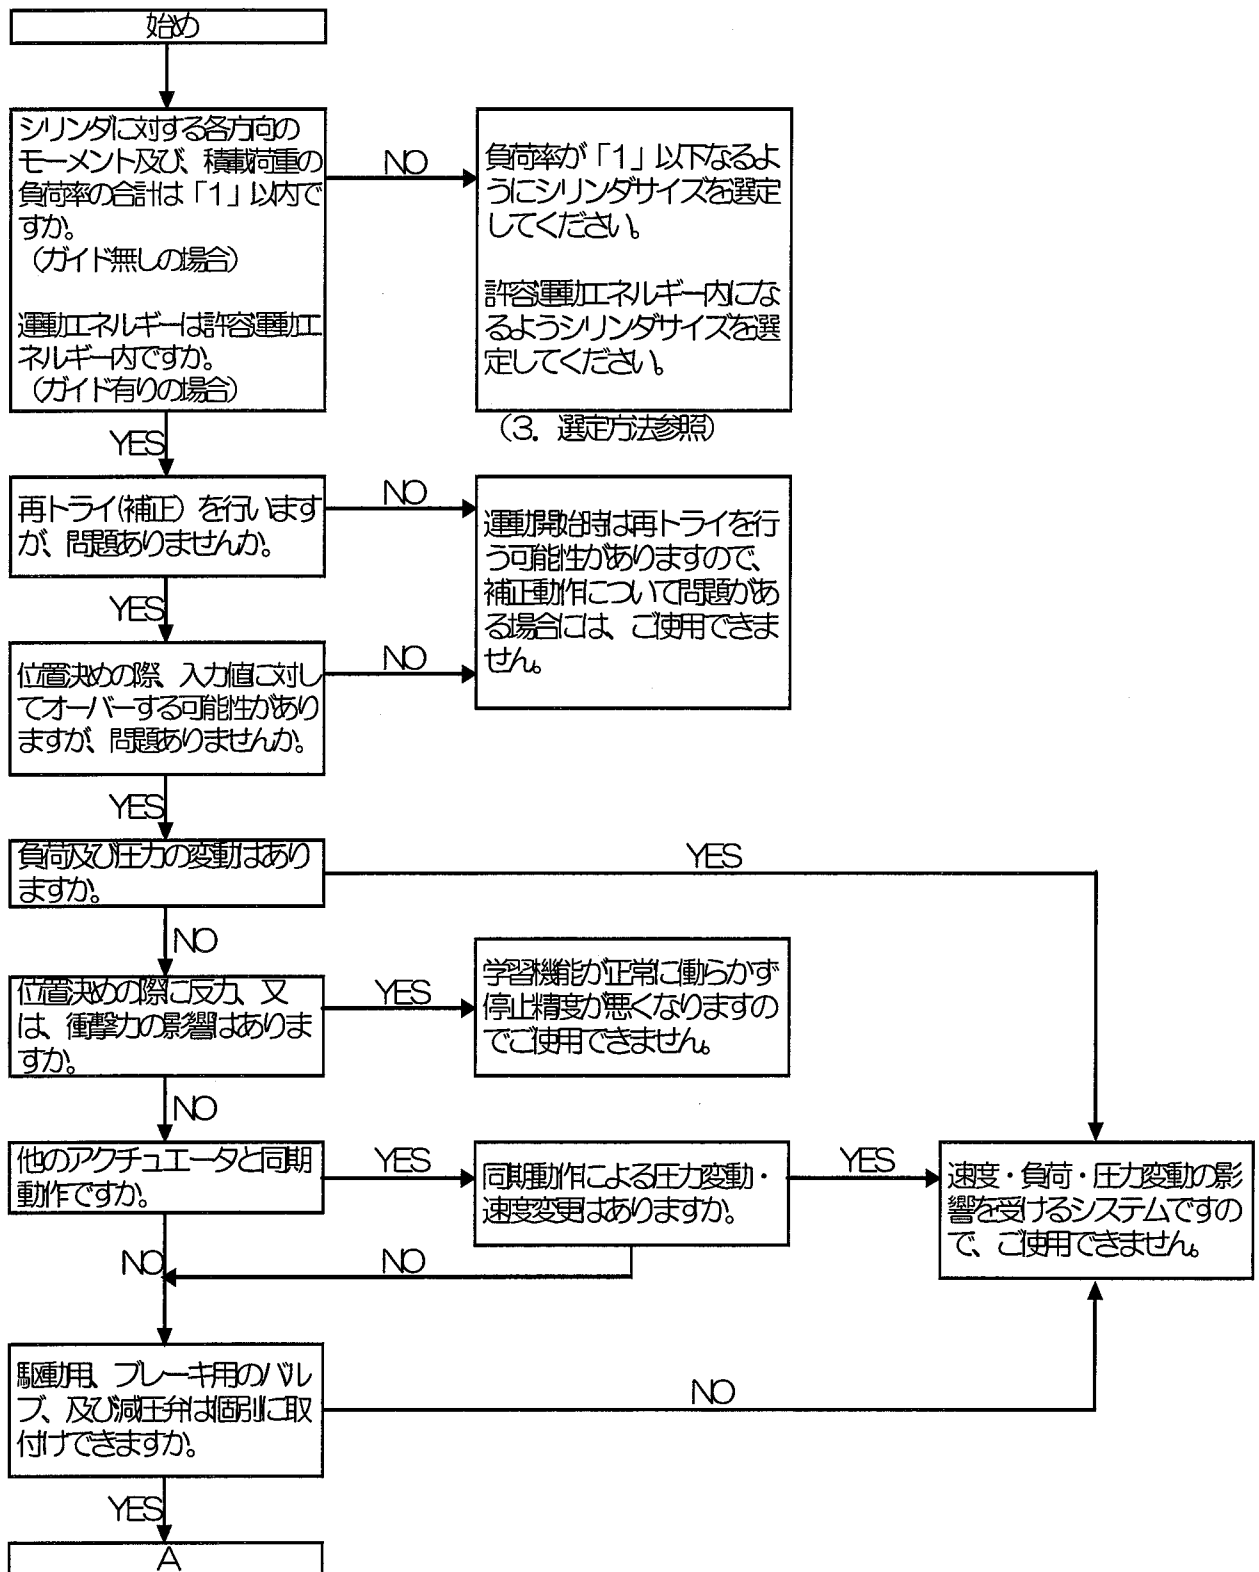 始め
シリンダに対する各方向の
モーメント及び、積載荷重の
負荷率の合計は「1」以内で
すか。
（ガイド無しの場合）
運動エネルギーは許容運動エ
ネルギー内ですか。
（ガイド有りの場合）
NO
負荷率が「1」以下なるよ
うにシリンダサイズを選定
してください。
許容運動エネルギー内にな
るようシリンダサイズを選
定してください。
（3．選定方法参照）
YES
再トライ(補正）を行います
が、問題ありませんか。
NO
運動開始時は再トライを行
う可能性がありますので、
補正動作について問題があ
る場合には、ご使用できま
せん。
YES
位置決めの際、入力値に対し
てオーバーする可能性があり
ますが、問題ありませんか。
NO
YES
負荷及び圧力の変動はあり
ますか。
YES
NO
位置決めの際に反力、又
は、衝撃力の影響はありま
すか。
YES
学習機能が正常に働らかず
停止精度が悪くなりますの
でご使用できません。
NO
他のアクチュエータと同期
動作ですか。
YES
同期動作による圧力変動・
速度変更はありますか。
YES
速度・負荷・圧力変動の影
響を受けるシステムですの
で、ご使用できません。
NO
NO
駆動用、ブレーキ用のバル
ブ、及び減圧弁は個別に取
付けできますか。
NO
YES
A